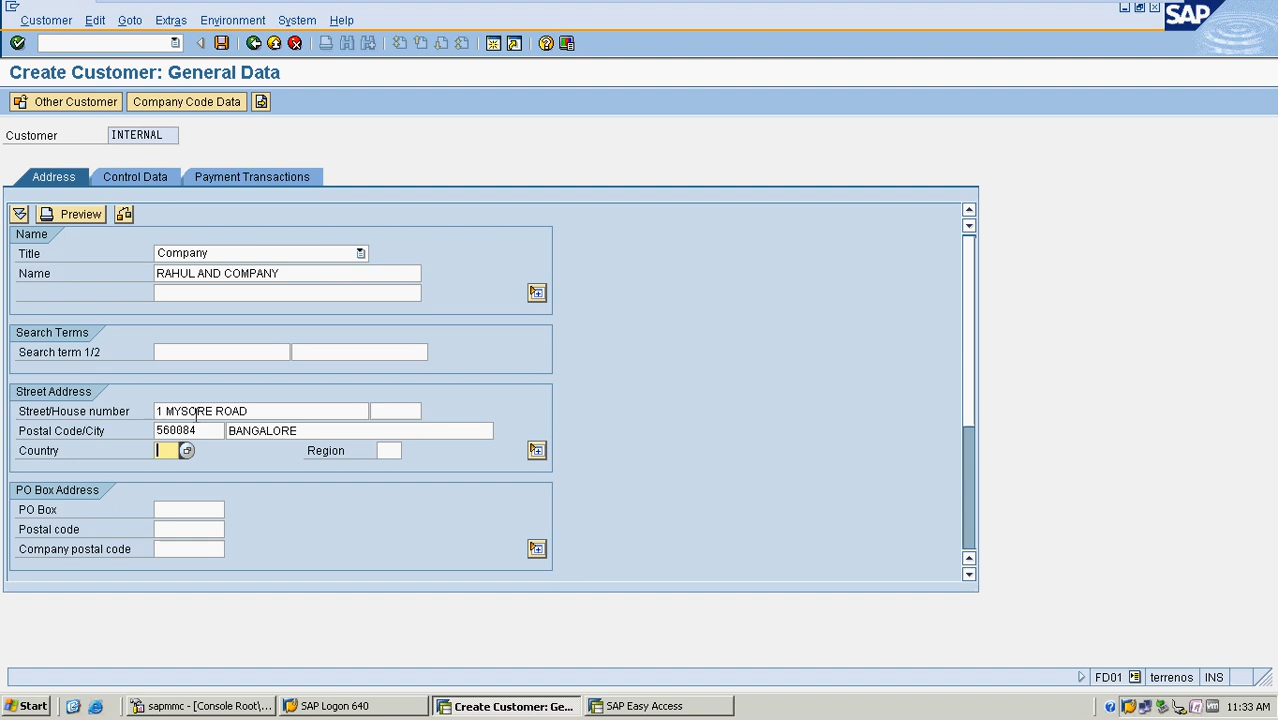 Customer Edit Goto Extras Environment System Help
SAP
Create Customer: General Data
Other Customer Company Code Data
Customer INTERNAL
Address Control Data Payment Transactions
Preview
Name
Title Company
Name RAHUL AND COMPANY
Search Terms
Search term 1/2
Street Address
Street/House number 1 MYSORE ROAD
Postal Code/City 560084 BANGALORE
Country Region
PO Box Address
PO Box
Postal code
Company postal code
FD01 terrenos INS
Start sapmmc - [Console Root\... SAP Logon 640 Create Customer: Ge... SAP Easy Access 11:33 AM